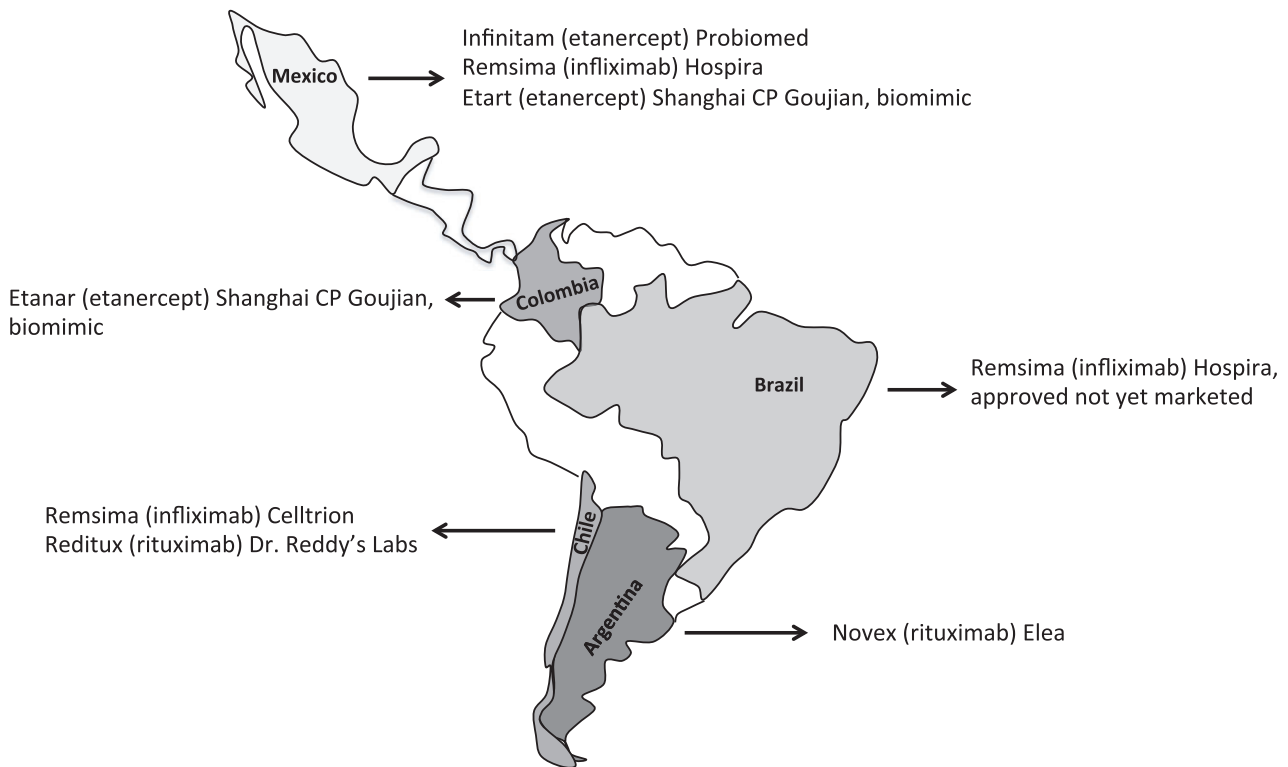 Mexico
Infinitam (etanercept) Probiomed
Remsima (infliximab) Hospira
Etart (etanercept) Shanghai CP Goujian, biomimic
Colombia
Etanar (etanercept) Shanghai CP Goujian,
biomimic
Brazil
Remsima (infliximab) Hospira,
approved not yet marketed
Chile
Remsima (infliximab) Celltrion
Reditux (rituximab) Dr. Reddy’s Labs
Argentina
Novex (rituximab) Elea